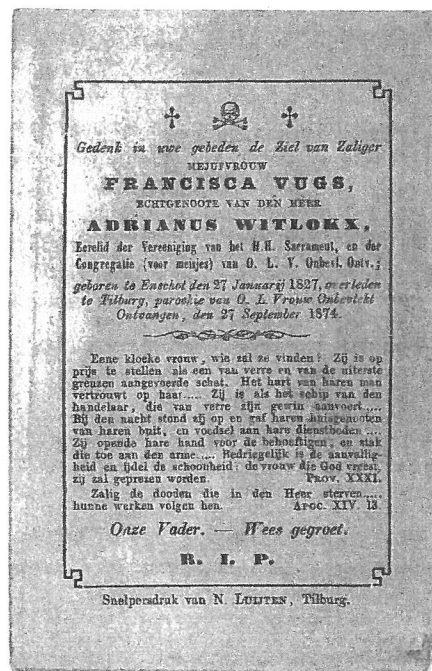 Gedenk in uwe gebeden de Ziel van Zaliger
MEJUFVROUW
FRANCISCA VUGS,
ECHTGENOOTE VAN DEN HEER
ADRIANUS WITLOKX,
Eerelid der Vereeniging van het H.H. Sacrament, en der
Congregatie (voor meisjes) van O. L. V. Onbevl. Ontv.;
geboren te Enschot den 27 Januarij 1827, overleden
te Tilburg, parochie van O. L. Vrouw Onbevlekt
Ontvangen, den 27 September 1874.
Eene kloeke vrouw, wie zal ze vinden? Zij is op
prijs te stellen als een van verre en van de uiterste
grenzen aangevoerde schat. Het hart van haren man
vertrouwt op haar..... Zij is als het schip van den
handelaar, die van verre zijn gewin aanvoert.....
Bij den nacht stond zij op en gaf haren huisgenooten
van haren buit, en voedsel aan hare dienstboden.....
Zij opende hare hand voor de behoeftigen, en stak
die toe aan den arme..... Bedriegelijk is de aanvallig-
heid en ijdel de schoonheid: de vrouw die God vreest,
zij zal geprezen worden. PROV. XXXI.
Zalig de dooden die in den Heer sterven.....
hunne werken volgen hen. APOC. XIV. 13.
Onze Vader. — Wees gegroet.
R. I. P.
Snelpersdruk van N. LUIJTEN, Tilburg.